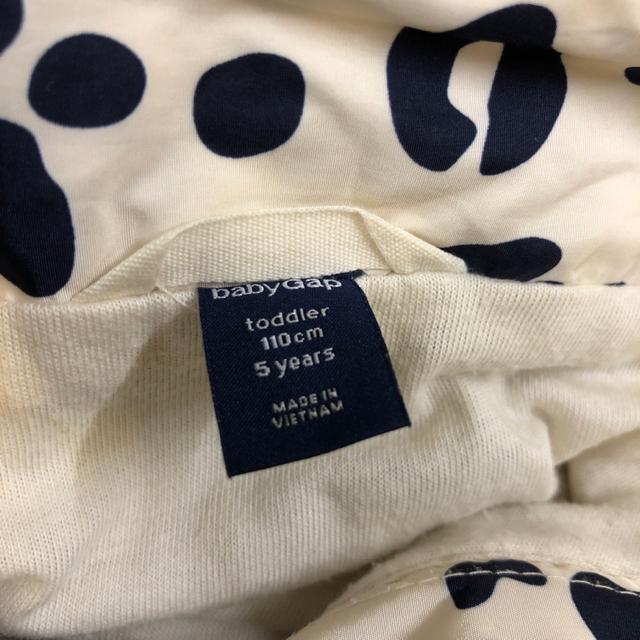 babyGap
toddler
110cm
5 years
MADE IN
VIETNAM